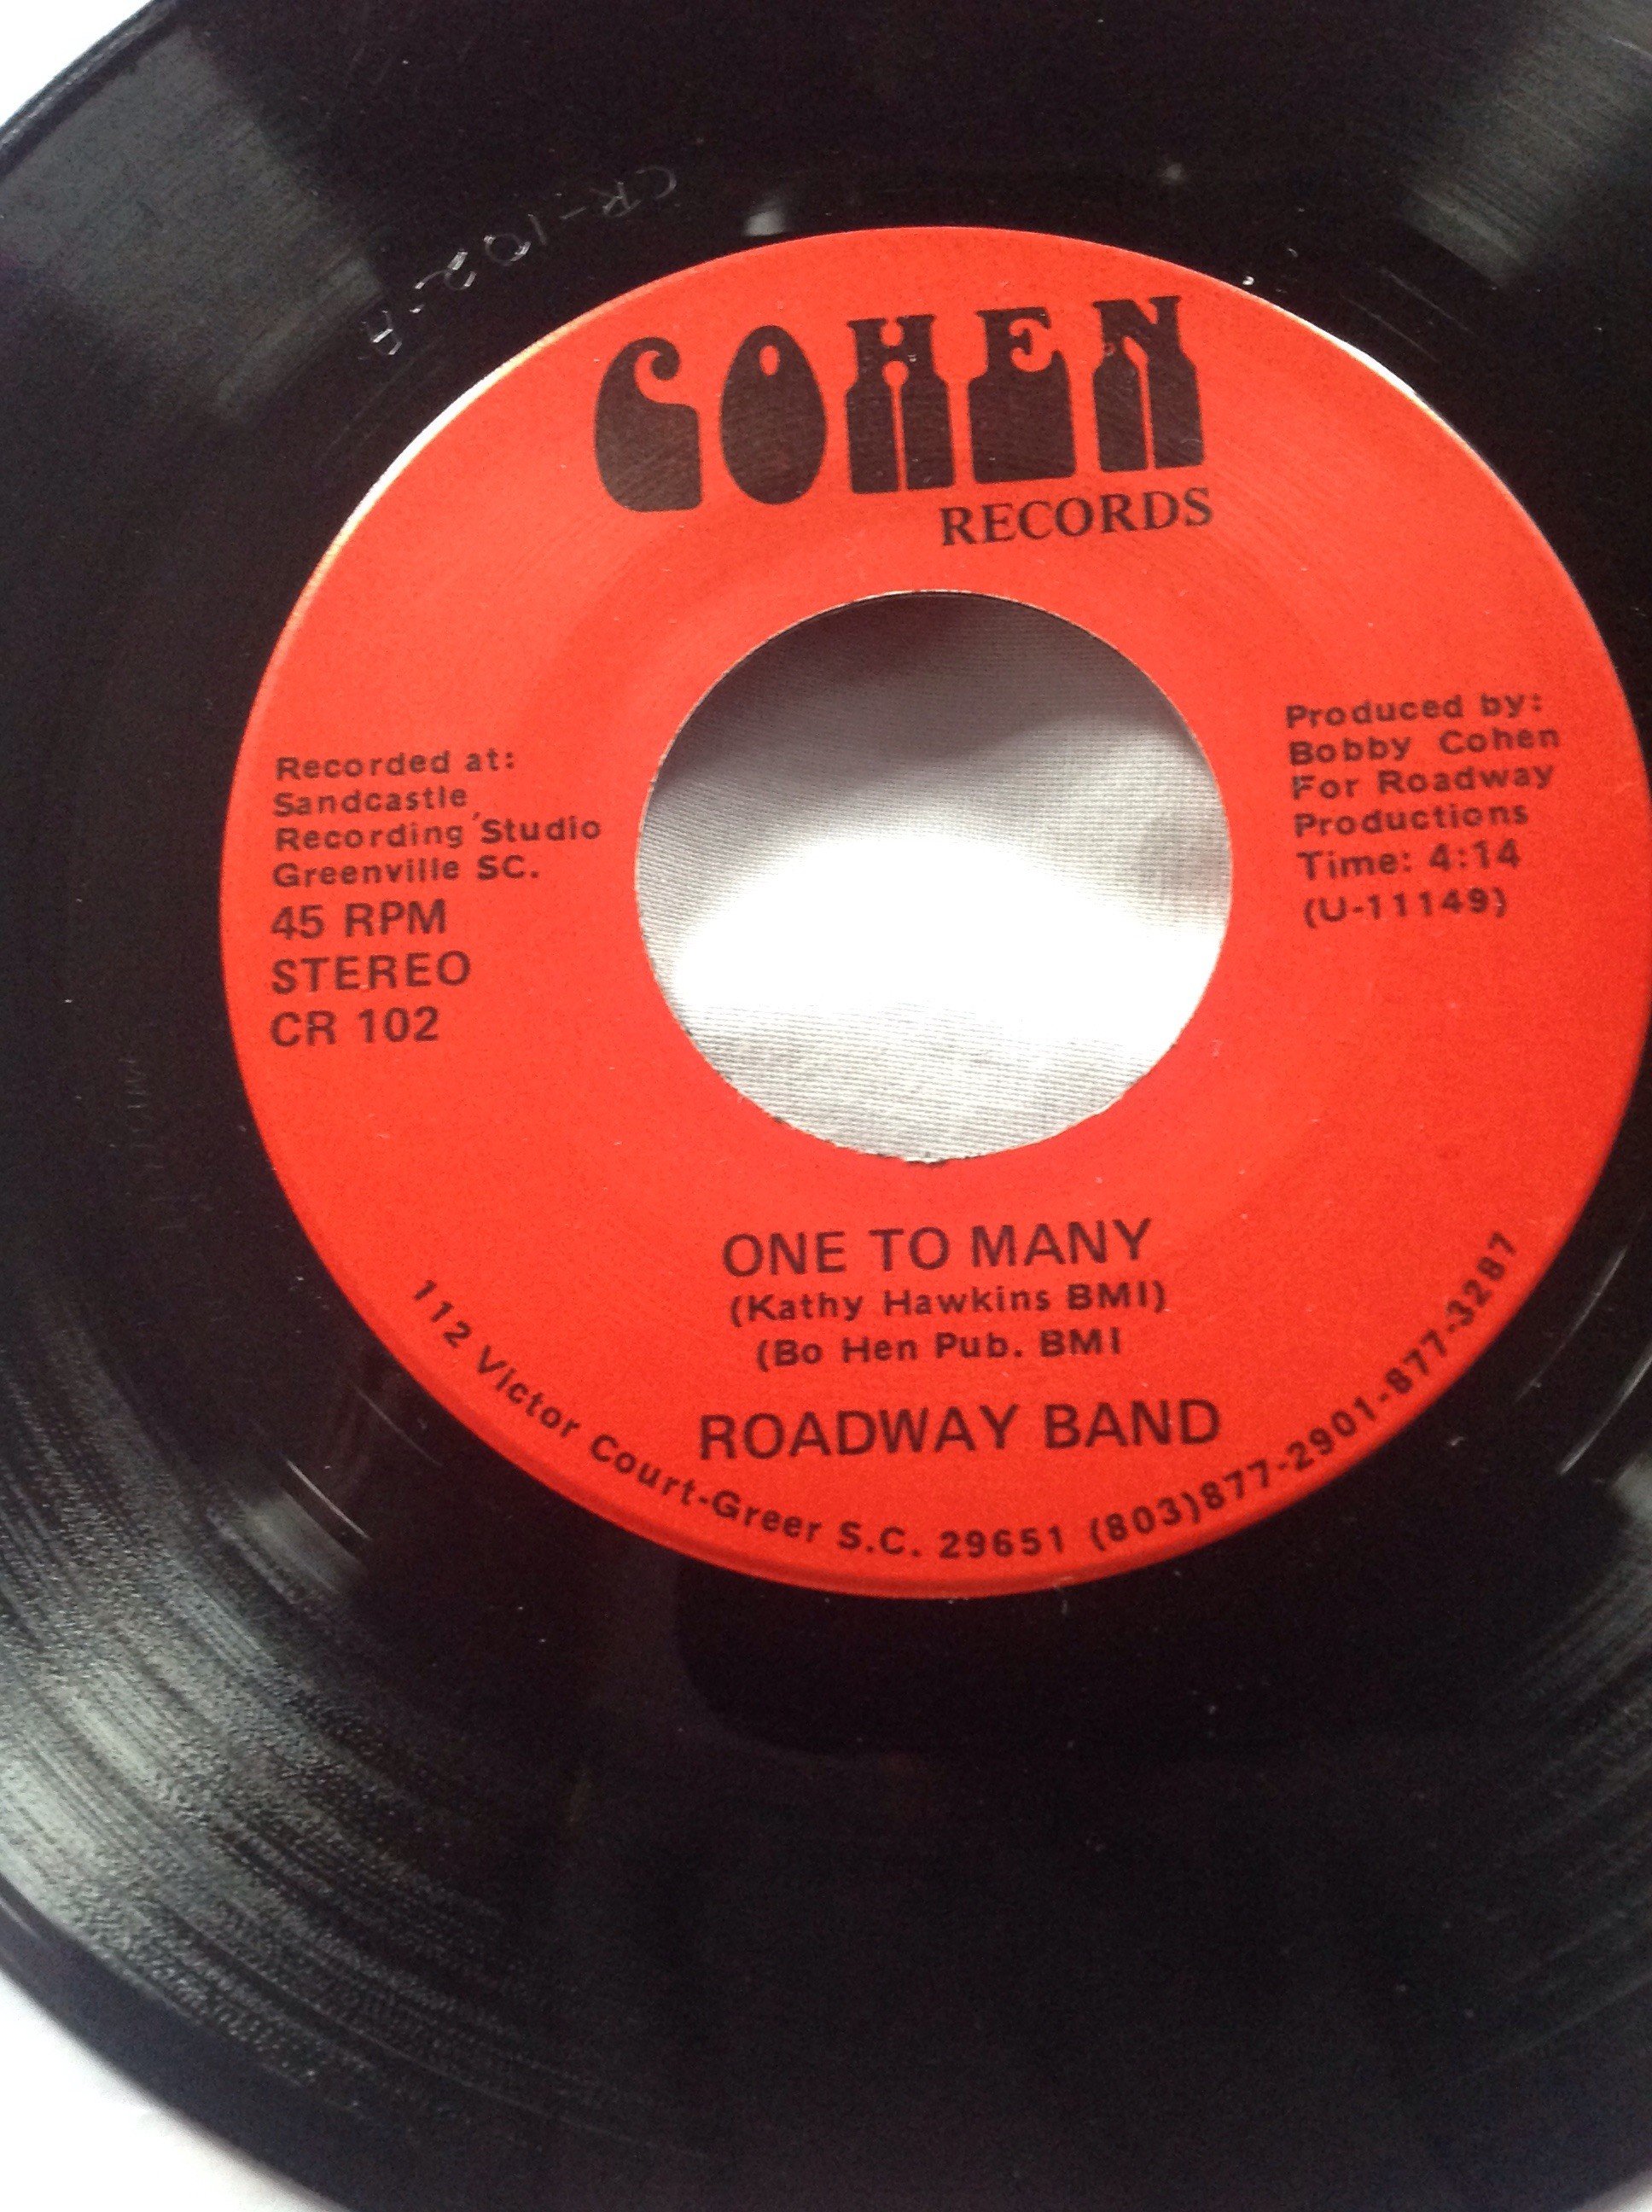 CR-102-A
COHEN
RECORDS
Recorded at:
Sandcastle
Recording Studio
Greenville SC.
45 RPM
STEREO
CR 102
Produced by:
Bobby Cohen
For Roadway
Productions
Time: 4:14
(U-11149)
ONE TO MANY
(Kathy Hawkins BMI)
(Bo Hen Pub. BMI
ROADWAY BAND
112 Victor Court-Greer S.C. 29651 (803)877-2901-877-3287